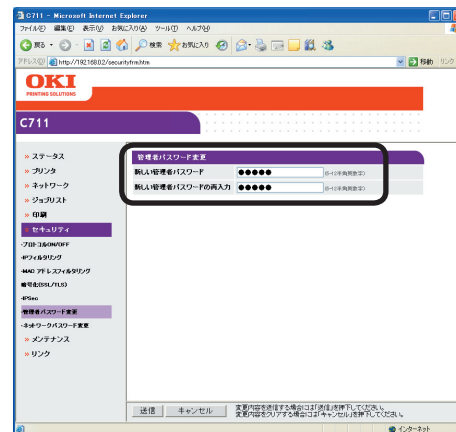 C711 - Microsoft Internet Explorer
ファイル(F) 編集(E) 表示(V) お気に入り(A) ツール(T) ヘルプ(H)
戻る 検索 お気に入り
アドレス(D) http://192.168.0.2/securityfrm.htm 移動 リンク
OKI
PRINTING SOLUTIONS
C711
» ステータス
» プリンタ
» ネットワーク
» ジョブリスト
» 印刷
» セキュリティ
-プロトコルON/OFF
-IPフィルタリング
-MAC アドレスフィルタリング
暗号化(SSL/TLS)
-IPSec
-管理者パスワード変更
-ネットワークパスワード変更
» メンテナンス
» リンク
管理者パスワード変更
新しい管理者パスワード ●●●●● (6-12半角英数字)
新しい管理者パスワードの再入力 ●●●●● (6-12半角英数字)
送信 キャンセル
変更内容を送信する場合には「送信」を押下してください。
変更内容をクリアする場合には「キャンセル」を押下してください。
インターネット